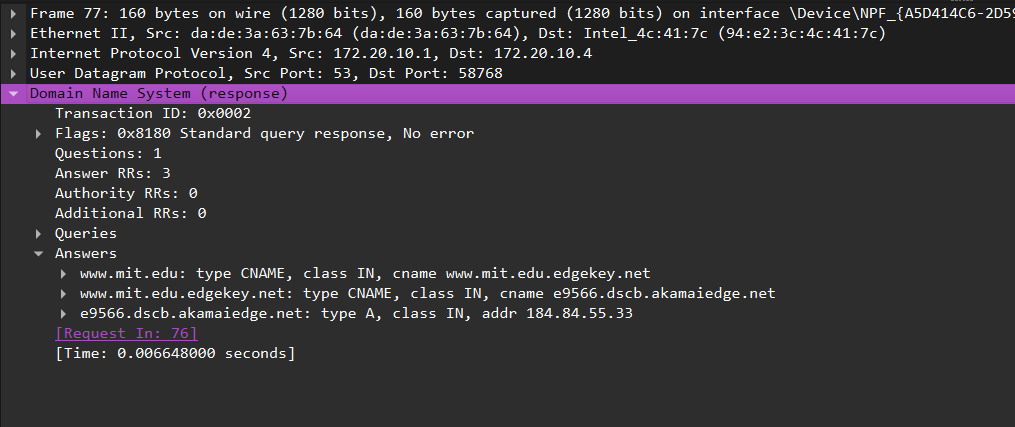 Frame 77: 160 bytes on wire (1280 bits), 160 bytes captured (1280 bits) on interface \Device\NPF_{A5D414C6-2D59
Ethernet II, Src: da:de:3a:63:7b:64 (da:de:3a:63:7b:64), Dst: Intel_4c:41:7c (94:e2:3c:4c:41:7c)
Internet Protocol Version 4, Src: 172.20.10.1, Dst: 172.20.10.4
User Datagram Protocol, Src Port: 53, Dst Port: 58768
Domain Name System (response)
Transaction ID: 0x0002
Flags: 0x8180 Standard query response, No error
Questions: 1
Answer RRs: 3
Authority RRs: 0
Additional RRs: 0
Queries
Answers
www.mit.edu: type CNAME, class IN, cname www.mit.edu.edgekey.net
www.mit.edu.edgekey.net: type CNAME, class IN, cname e9566.dscb.akamaiedge.net
e9566.dscb.akamaiedge.net: type A, class IN, addr 184.84.55.33
[Request In: 76]
[Time: 0.006648000 seconds]